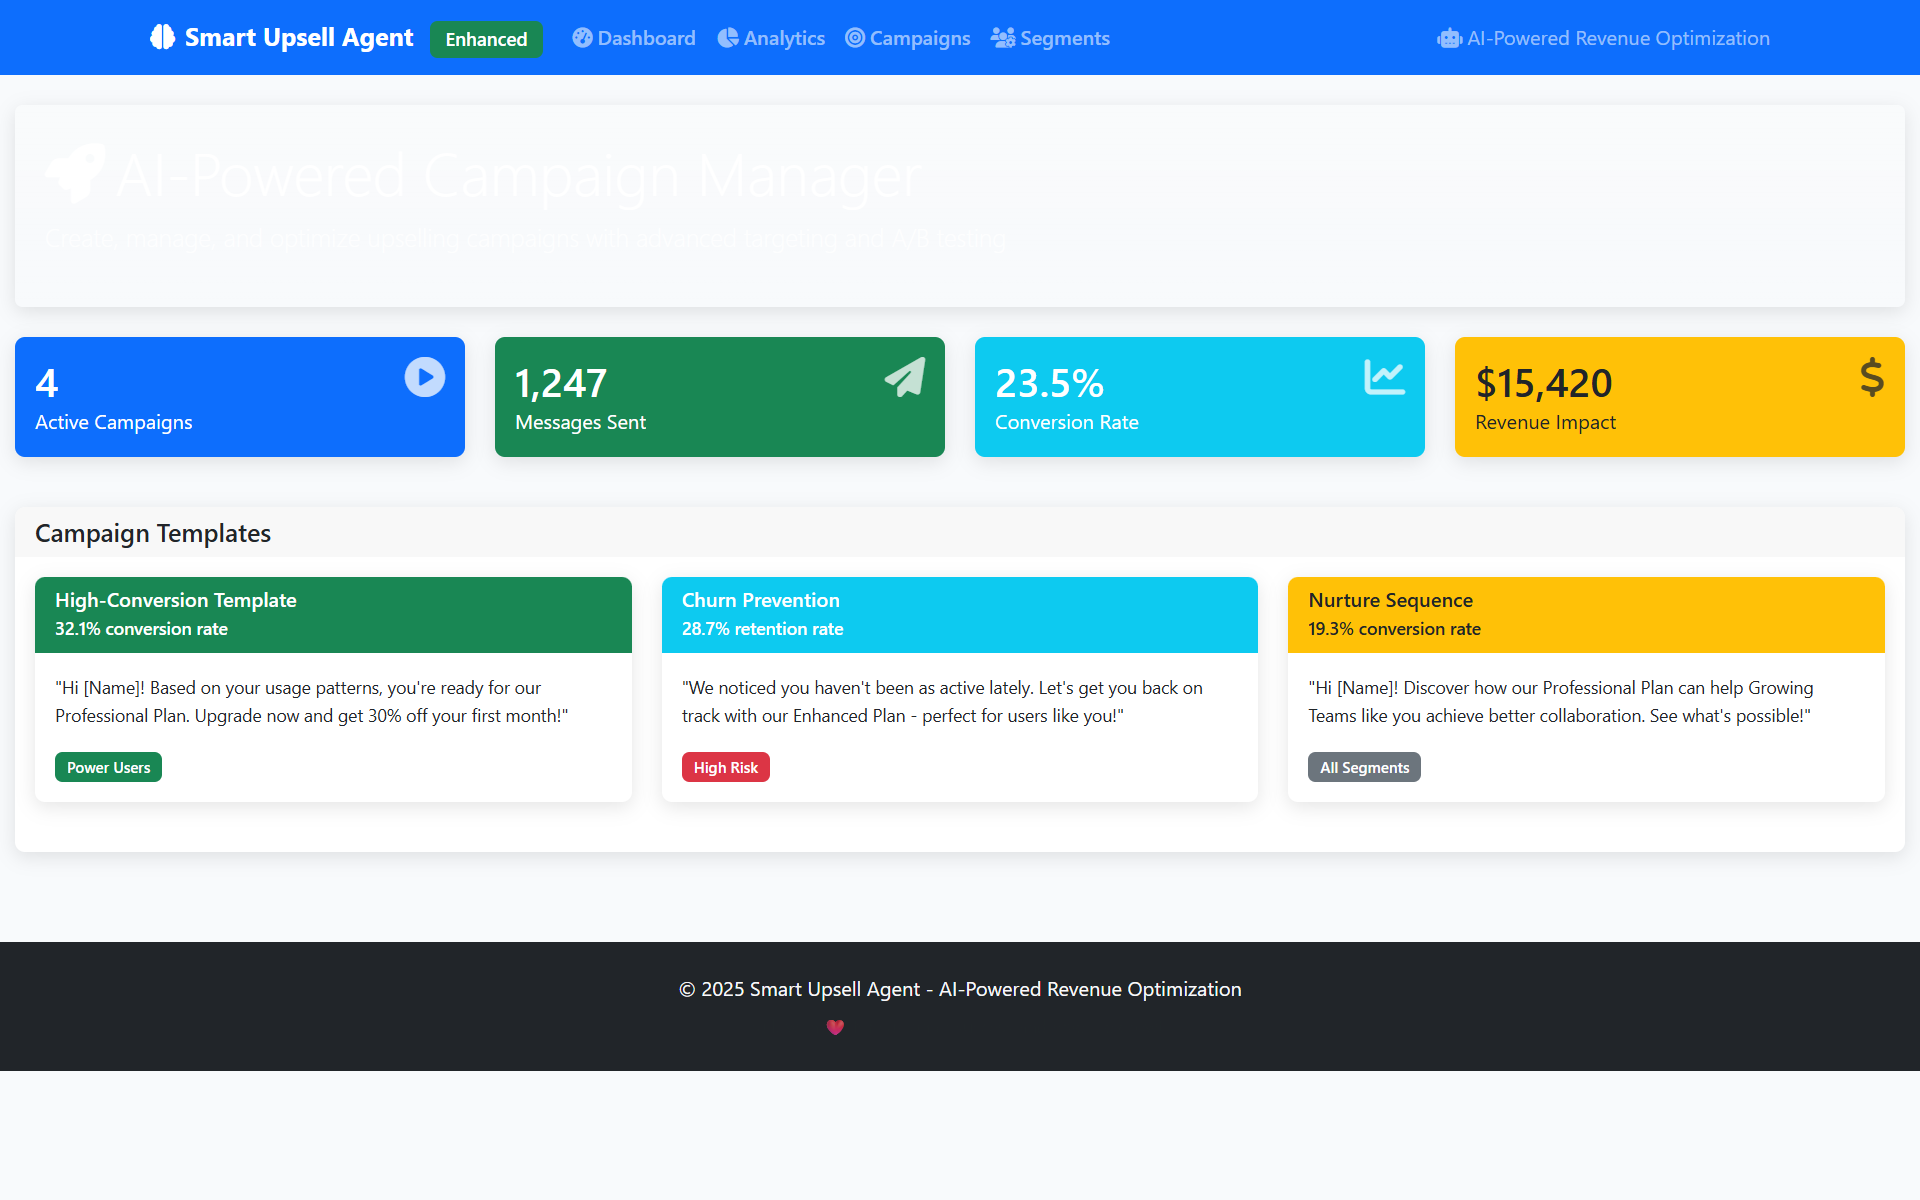 Smart Upsell Agent Enhanced Dashboard Analytics Campaigns Segments AI-Powered Revenue Optimization
AI-Powered Campaign Manager
Create, manage, and optimize upselling campaigns with advanced targeting and A/B testing
4
Active Campaigns
1,247
Messages Sent
23.5%
Conversion Rate
$15,420
Revenue Impact
Campaign Templates
High-Conversion Template
32.1% conversion rate
"Hi [Name]! Based on your usage patterns, you're ready for our
Professional Plan. Upgrade now and get 30% off your first month!"
Power Users
Churn Prevention
28.7% retention rate
"We noticed you haven't been as active lately. Let's get you back on
track with our Enhanced Plan - perfect for users like you!"
High Risk
Nurture Sequence
19.3% conversion rate
"Hi [Name]! Discover how our Professional Plan can help Growing
Teams like you achieve better collaboration. See what's possible!"
All Segments
© 2025 Smart Upsell Agent - AI-Powered Revenue Optimization